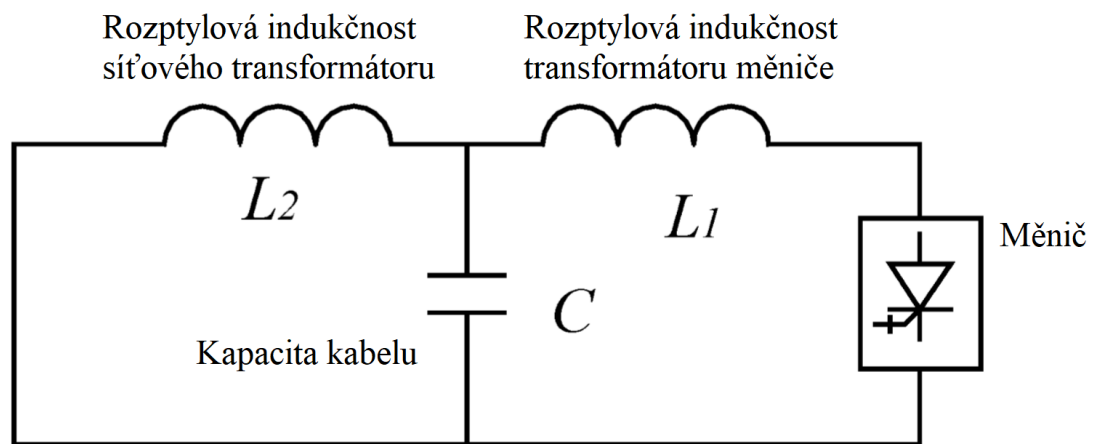 Rozptylová indukčnost
síťového transformátoru
Rozptylová indukčnost
transformátoru měniče
L2
L1
Měnič
C
Kapacita kabelu